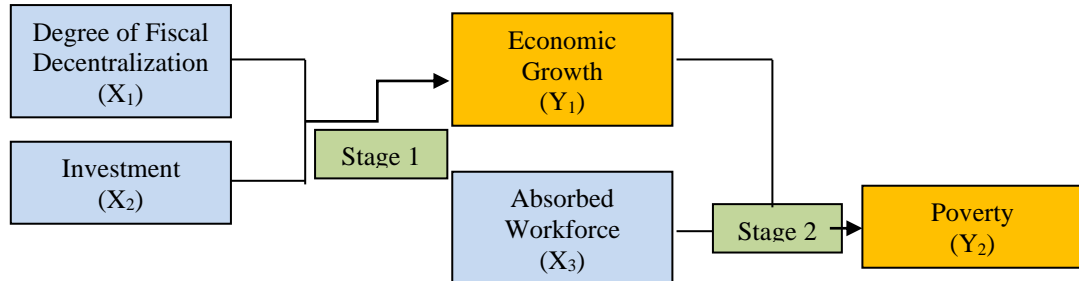 Degree of Fiscal
Decentralization
(X₁)
Investment
(X₂)
Stage 1
Economic
Growth
(Y₁)
Absorbed
Workforce
(X₃)
Stage 2
Poverty
(Y₂)